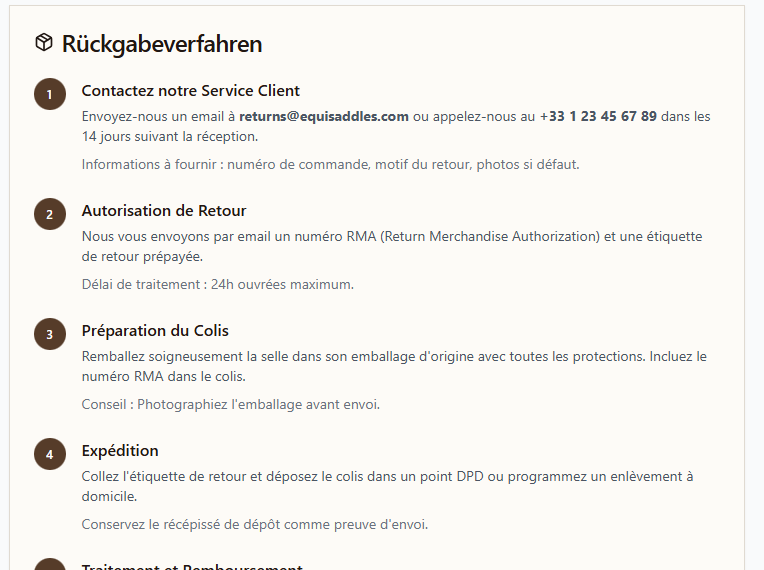 Rückgabeverfahren
1
Contactez notre Service Client
Envoyez-nous un email à returns@equisaddles.com ou appelez-nous au +33 1 23 45 67 89 dans les
14 jours suivant la réception.
Informations à fournir : numéro de commande, motif du retour, photos si défaut.
2
Autorisation de Retour
Nous vous envoyons par email un numéro RMA (Return Merchandise Authorization) et une étiquette
de retour prépayée.
Délai de traitement : 24h ouvrées maximum.
3
Préparation du Colis
Remballez soigneusement la selle dans son emballage d'origine avec toutes les protections. Incluez le
numéro RMA dans le colis.
Conseil : Photographiez l'emballage avant envoi.
4
Expédition
Collez l'étiquette de retour et déposez le colis dans un point DPD ou programmez un enlèvement à
domicile.
Conservez le récépissé de dépôt comme preuve d'envoi.
Traitement et Remboursement